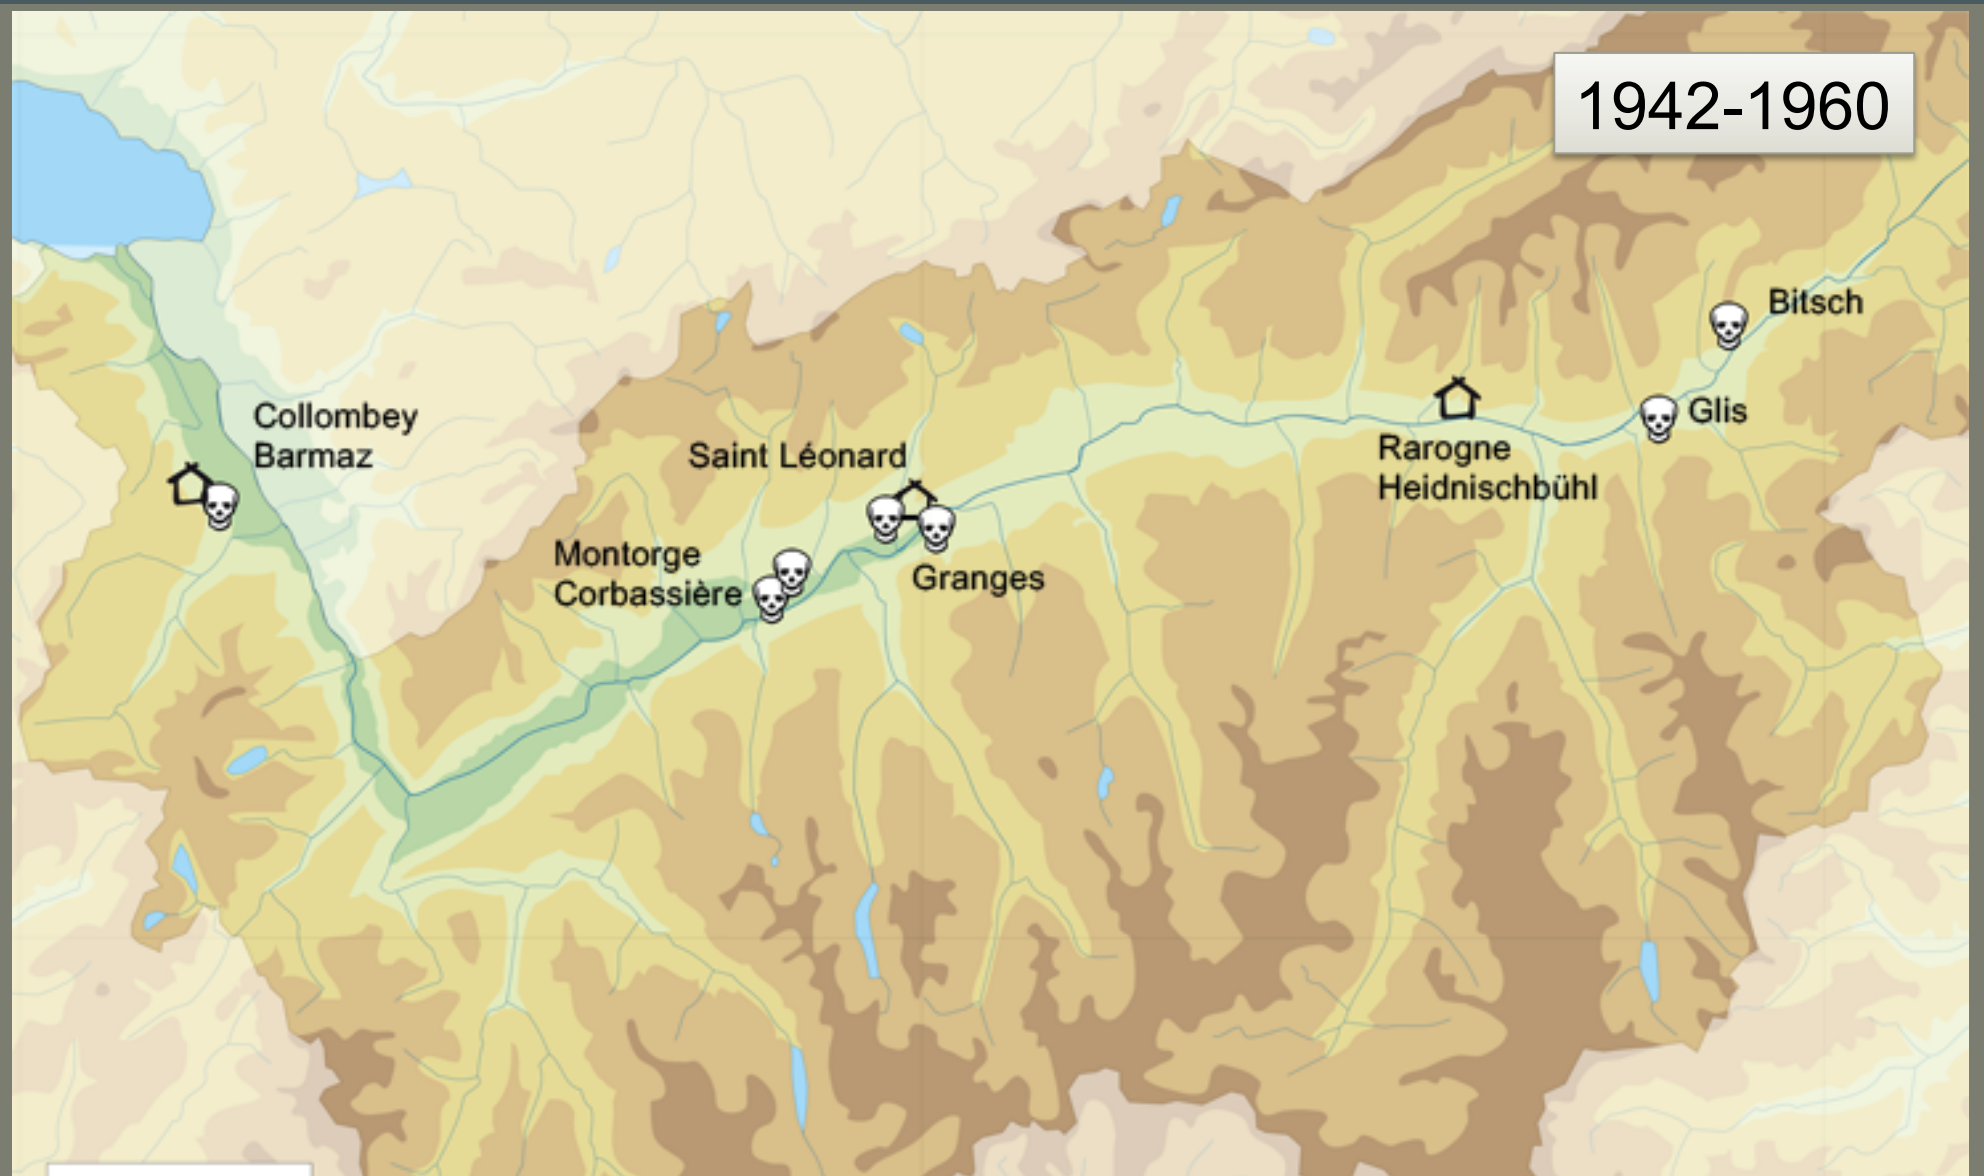 1942-1960
Bitsch
Glis
Collombey
Barmaz
Saint Léonard
Rarogne
Heidnischbühl
Montorge
Corbassière
Granges